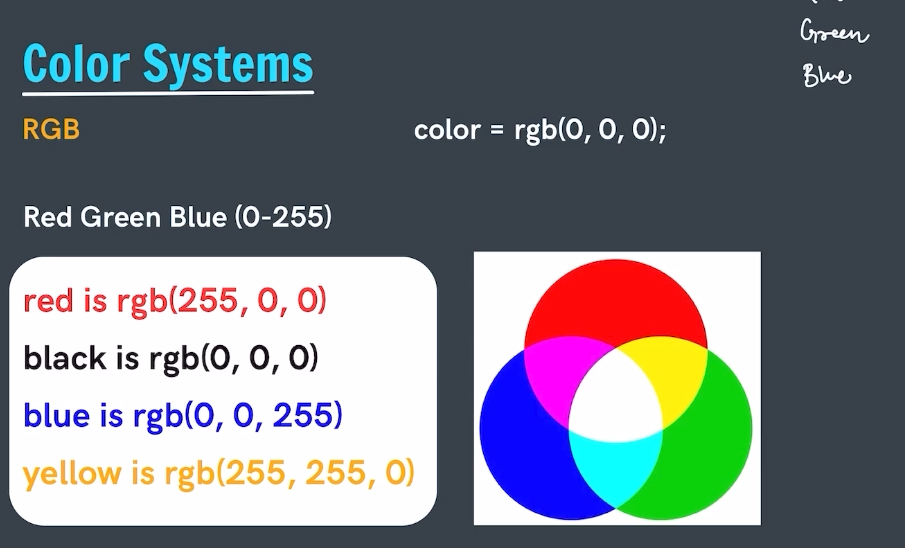 Green
Blue
Color Systems
RGB
color = rgb(0, 0, 0);
Red Green Blue (0-255)
red is rgb(255, 0, 0)
black is rgb(0, 0, 0)
blue is rgb(0, 0, 255)
yellow is rgb(255, 255, 0)